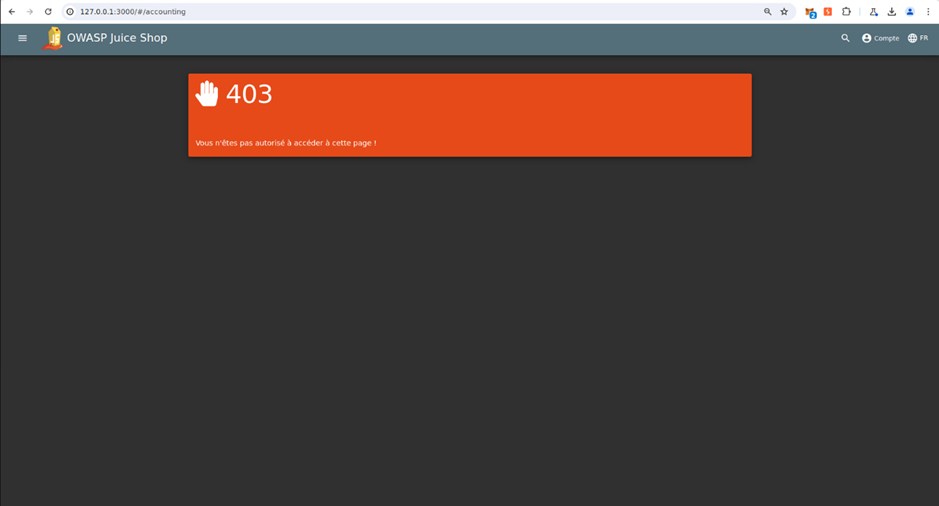 127.0.0.1:3000/#/accounting
2
OWASP Juice Shop
Compte
FR
403
Vous n'êtes pas autorisé à accéder à cette page !